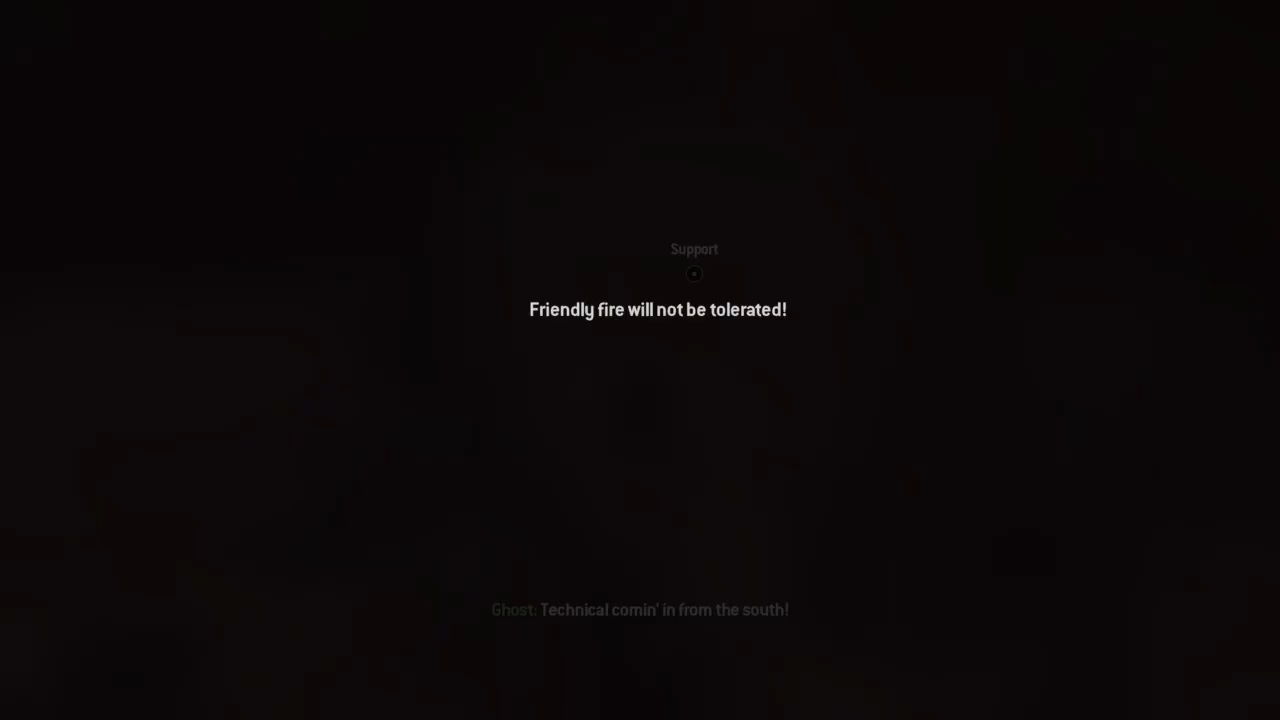 Support
Friendly fire will not be tolerated!
Ghost: Technical comin' in from the south!